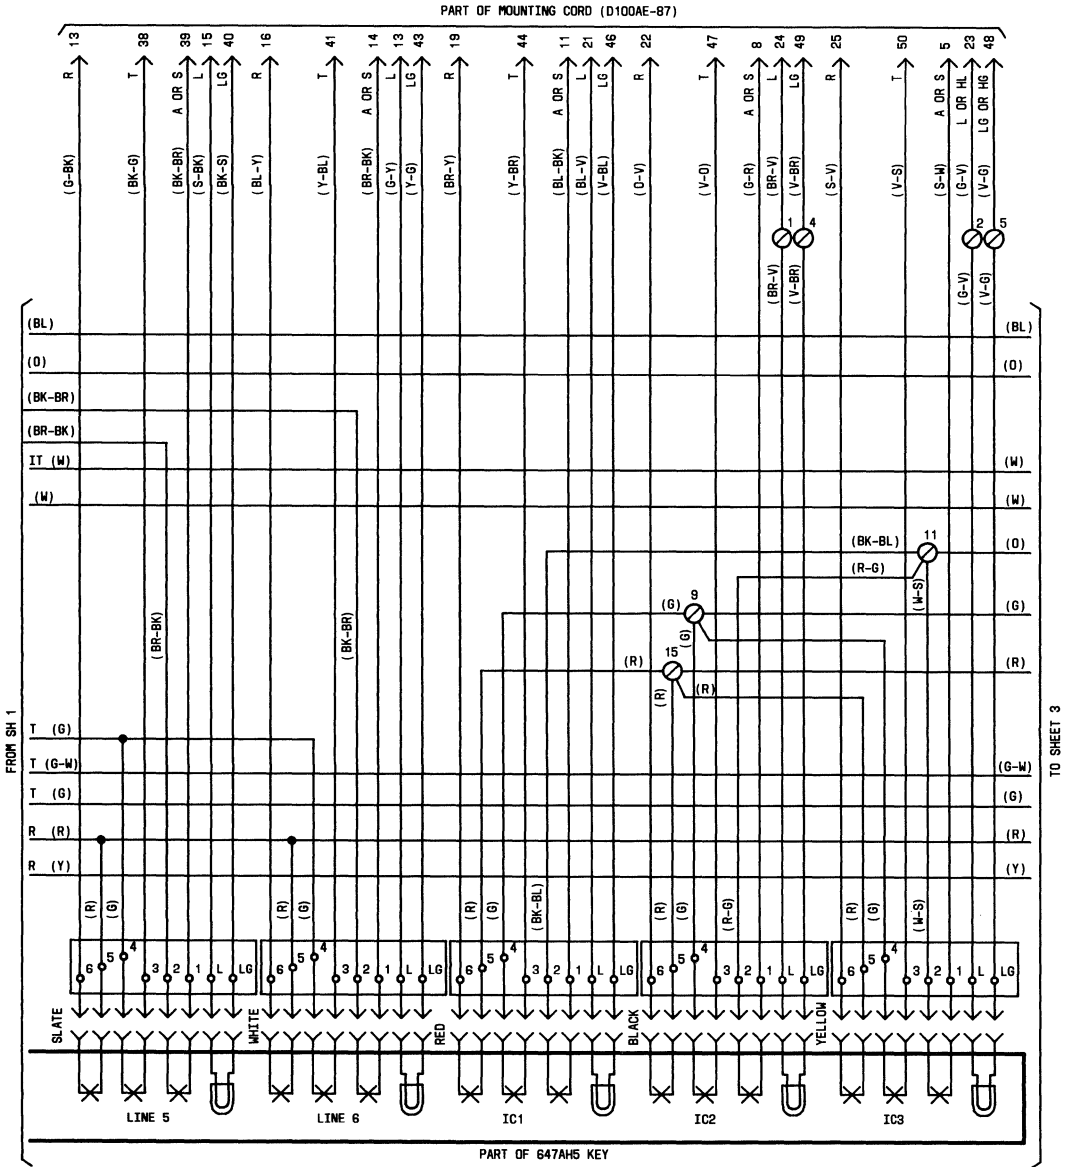 PART OF MOUNTING CORD (D100AE-87)
13 38 39 15 40 16 41 14 13 43 19 44 11 21 46 22 47 8 24 49 25 50 5 23 48
R T A OR S L LG R T A OR S L LG R T A OR S L LG R T A OR S L LG R T A OR S L OR HL LG OR HG
(G-BK) (BK-G) (BK-BR) (S-BK) (BK-S) (BL-Y) (Y-BL) (BR-BK) (G-Y) (Y-G) (BR-Y) (Y-BR) (BL-BK) (BL-V) (V-BL) (O-V) (V-O) (G-R) (BR-V) (V-BR) (S-V) (V-S) (S-W) (G-V) (V-G)
1 4 2 5
(BR-V) (V-BR) (G-V) (V-G)
(BL) (BL)
(O) (O)
(BK-BR)
(BR-BK)
IT (W) (W)
(W) (W)
(BK-BL) 11 (O)
(R-G)
(W-S)
(G) 9 (G)
(BR-BK) (BK-BR) (G)
(R) 15 (R)
(R) (R)
T (G)
T (G-W) (G-W)
T (G) (G)
R (R) (R)
R (Y) (Y)
FROM SH 1
TO SHEET 3
(R) (G) (R) (G) (R) (G) (BK-BL) (R) (G) (R-G) (R) (G) (W-S)
6 5 4 3 2 1 L LG 6 5 4 3 2 1 L LG 6 5 4 3 2 1 L LG 6 5 4 3 2 1 L LG 6 5 4 3 2 1 L LG
SLATE WHITE RED BLACK YELLOW
LINE 5 LINE 6 IC1 IC2 IC3
PART OF 647AH5 KEY